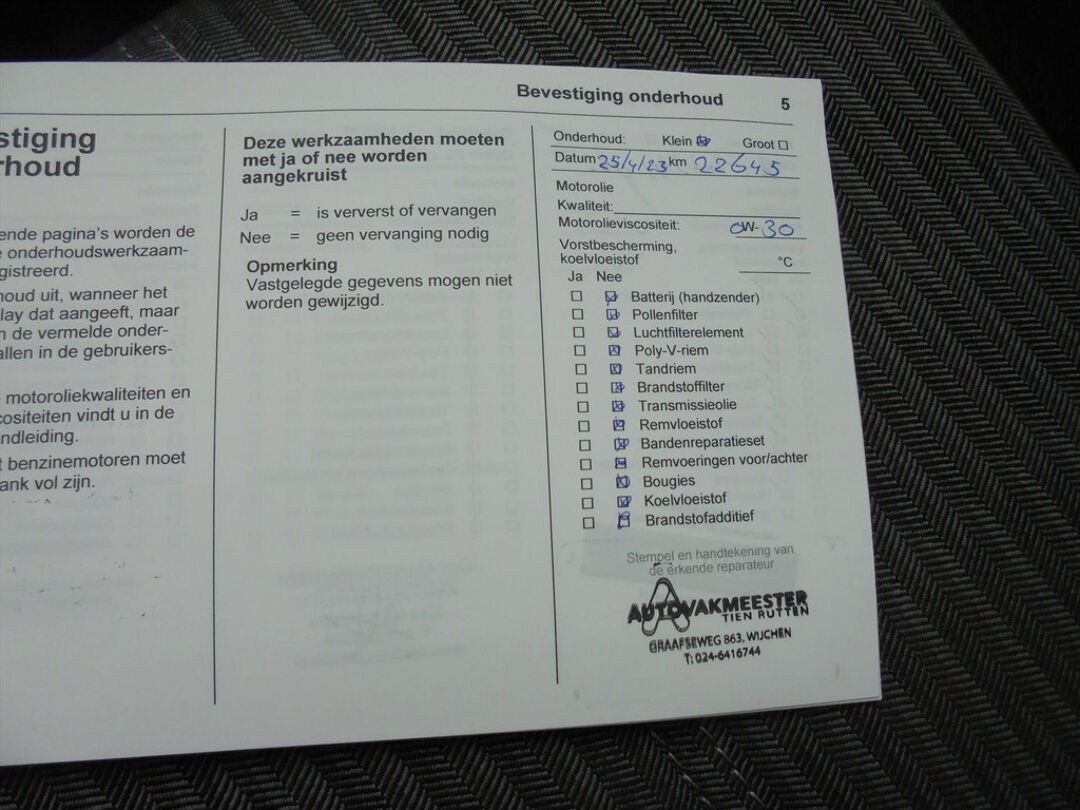 Bevestiging onderhoud 5
stiging
rhoud
ende pagina's worden de
e onderhoudswerkzaam-
gistreerd.
houd uit, wanneer het
lay dat aangeeft, maar
n de vermelde onder-
allen in de gebruikers-
motoroliekwaliteiten en
cositeiten vindt u in de
ndleiding.
t benzinemotoren moet
ank vol zijn.
Deze werkzaamheden moeten
met ja of nee worden
aangekruist
Ja = is ververst of vervangen
Nee = geen vervanging nodig
Opmerking
Vastgelegde gegevens mogen niet
worden gewijzigd.
Onderhoud: Klein Groot
Datum 25/4/23 km 22645
Motorolie
Kwaliteit:
Motorolieviscositeit: 0W-30
Vorstbescherming,
koelvloeistof °C
Ja Nee
Batterij (handzender)
Pollenfilter
Luchtfilterelement
Poly-V-riem
Tandriem
Brandstoffilter
Transmissieolie
Remvloeistof
Bandenreparatieset
Remvoeringen voor/achter
Bougies
Koelvloeistof
Brandstofadditief
Stempel en handtekening van
de erkende reparateur
AUTOVAKMEESTER
TIEN RUTTEN
GRAAFSEWEG 863, WIJCHEN
T: 024-6416744